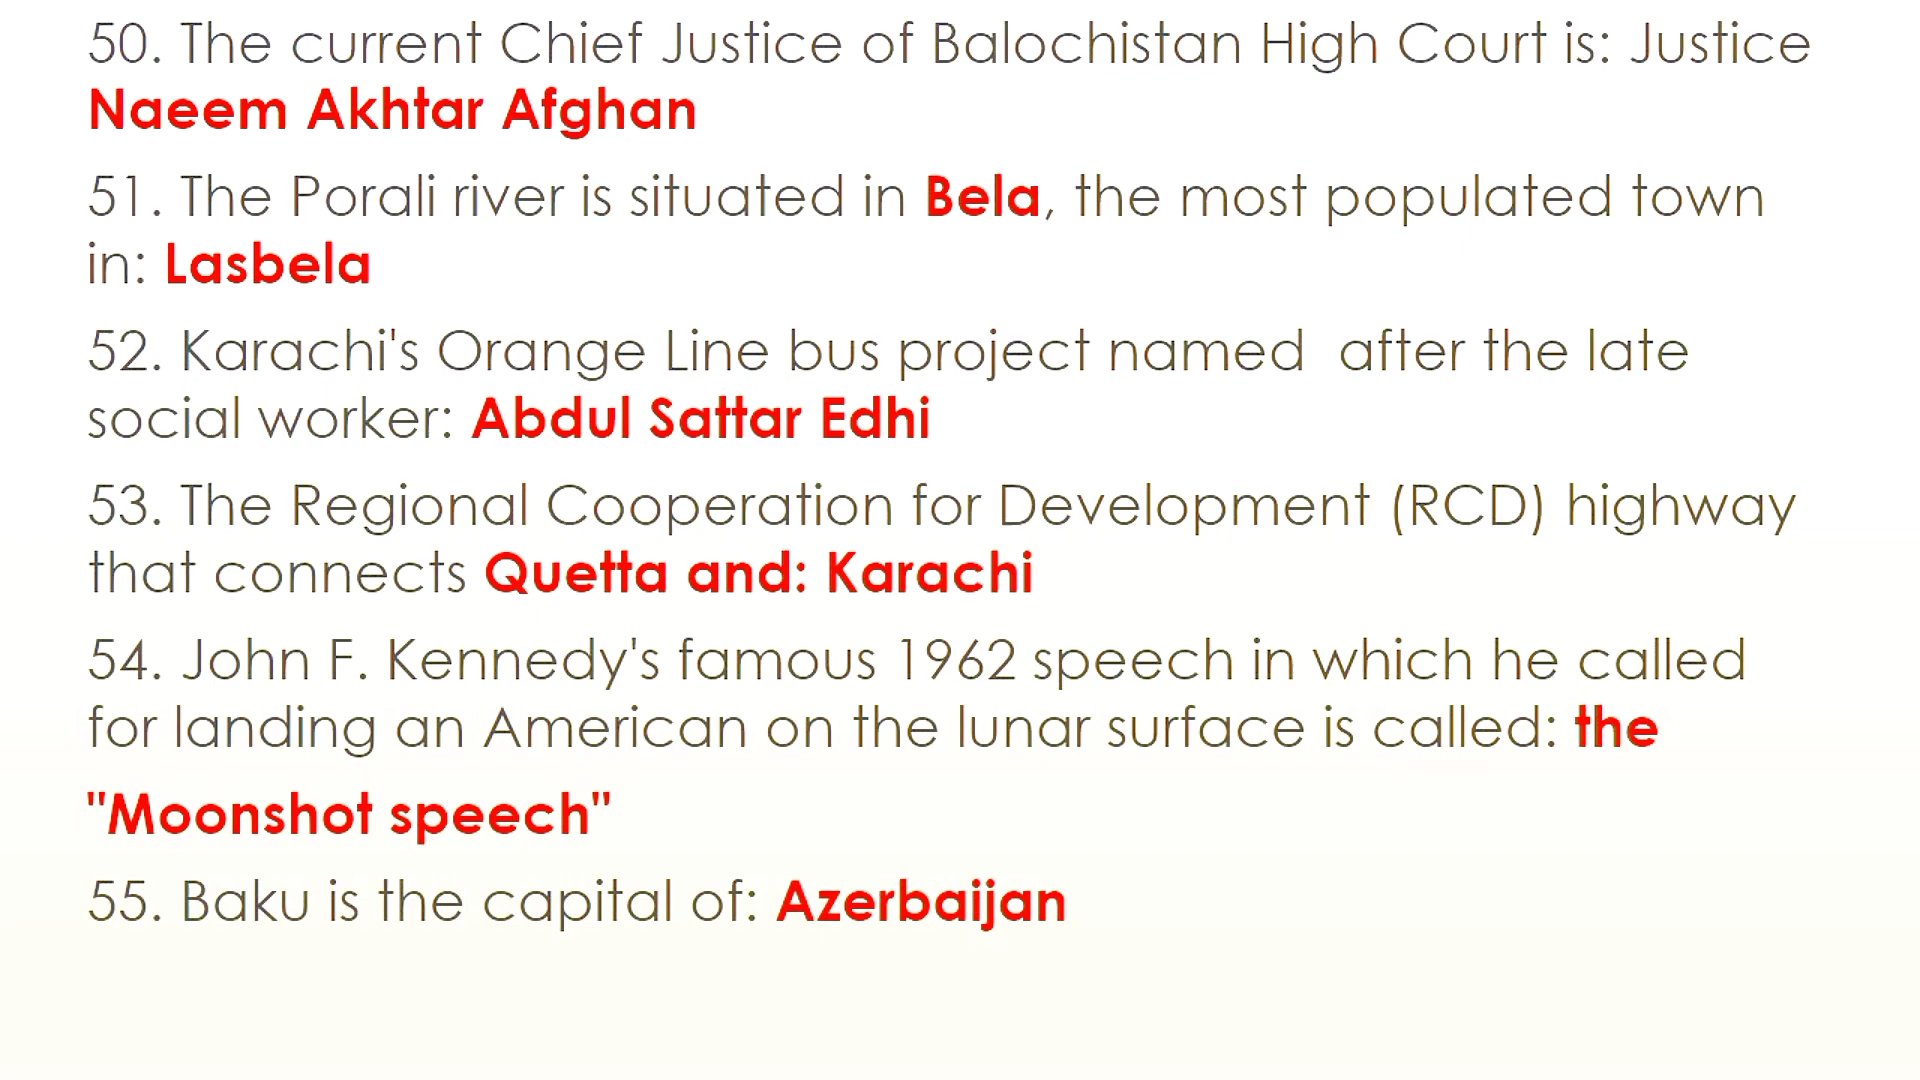 50. The current Chief Justice of Balochistan High Court is: Justice
Naeem Akhtar Afghan
51. The Porali river is situated in Bela, the most populated town
in: Lasbela
52. Karachi's Orange Line bus project named  after the late
social worker: Abdul Sattar Edhi
53. The Regional Cooperation for Development (RCD) highway
that connects Quetta and: Karachi
54. John F. Kennedy's famous 1962 speech in which he called
for landing an American on the lunar surface is called: the
"Moonshot speech"
55. Baku is the capital of: Azerbaijan